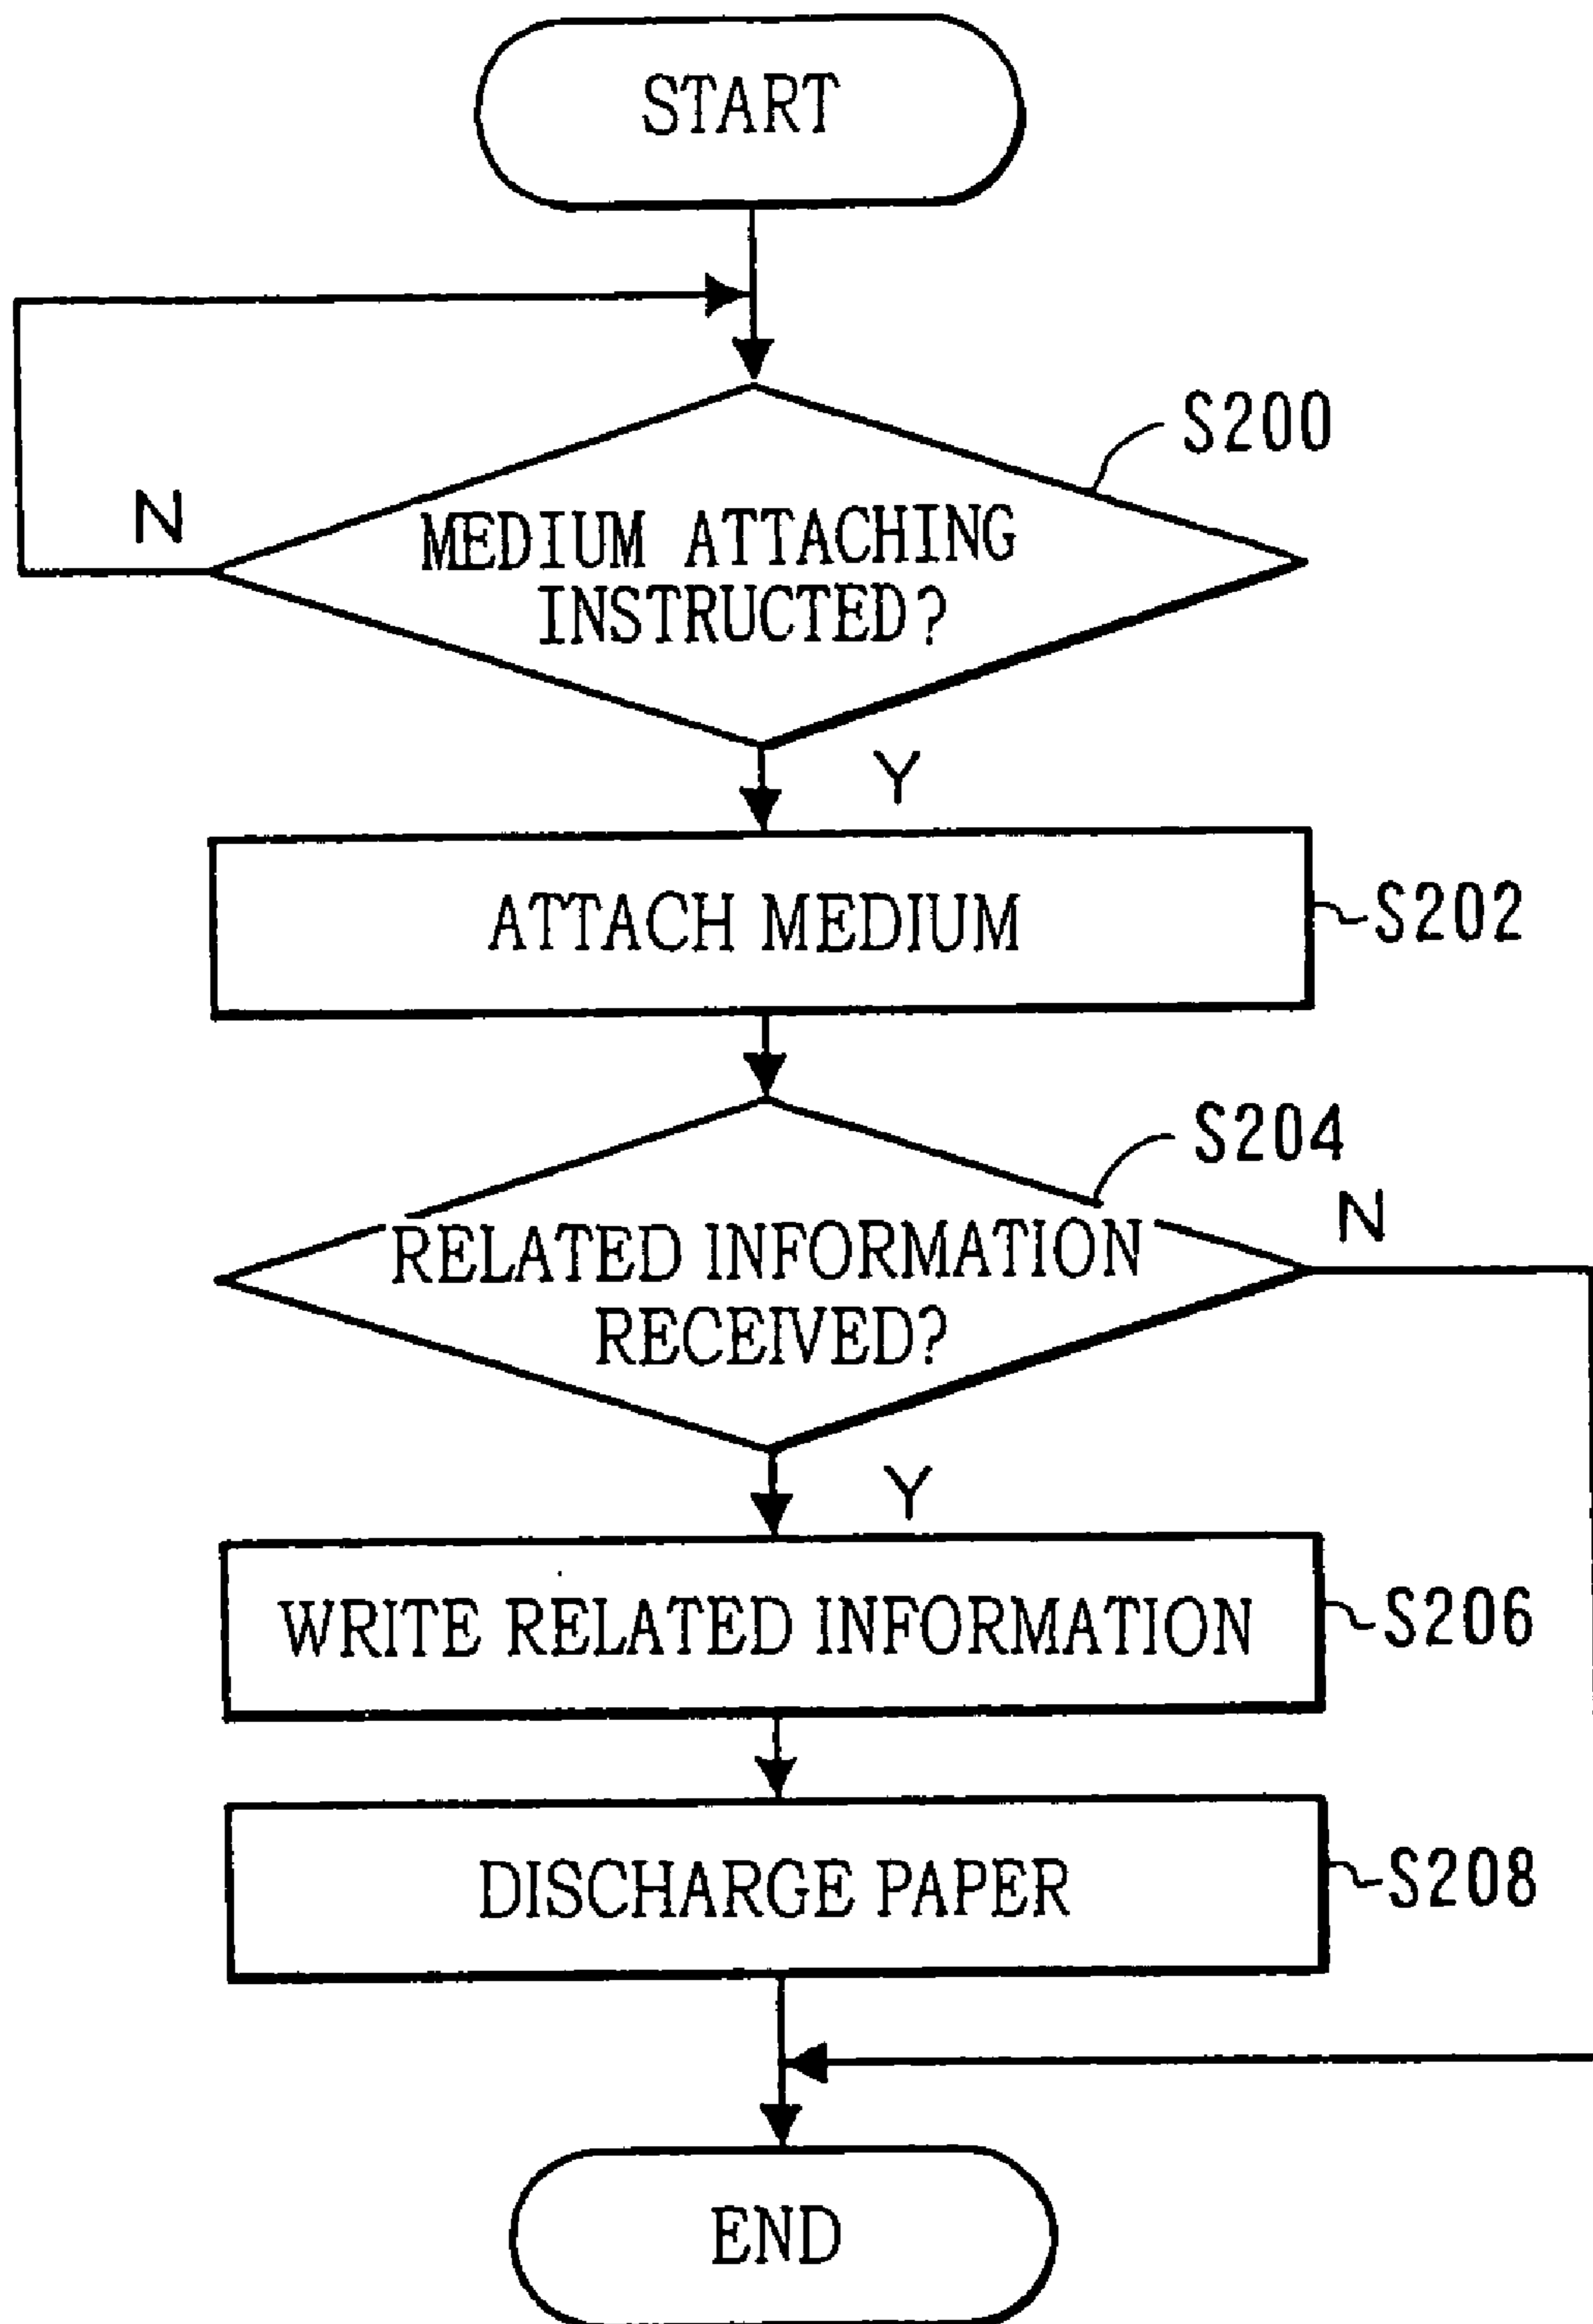 START
S200
N
MEDIUM ATTACHING
INSTRUCTED?
Y
ATTACH MEDIUM
S202
S204
N
RELATED INFORMATION
RECEIVED?
Y
WRITE RELATED INFORMATION
S206
DISCHARGE PAPER
S208
END